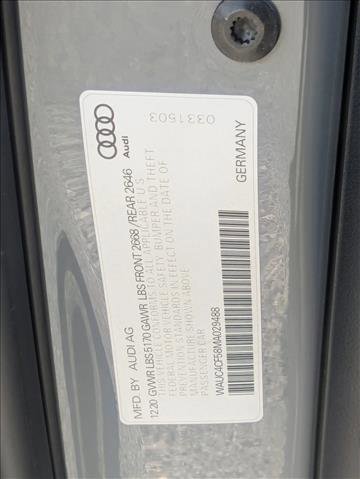 Audi
0331503
MFD. BY AUDI AG
12.20 GVWR LBS 5170 GAWR LBS FRONT 2668 /REAR 2646
THIS VEHICLE CONFORMS TO ALL APPLICABLE U S
FEDERAL MOTOR VEHICLE SAFETY, BUMPER AND THEFT
PREVENTION STANDARDS IN EFFECT ON THE DATE OF
MANUFACTURE SHOWN ABOVE.
PASSENGER CAR
WAUC4CF58MA029488
GERMANY